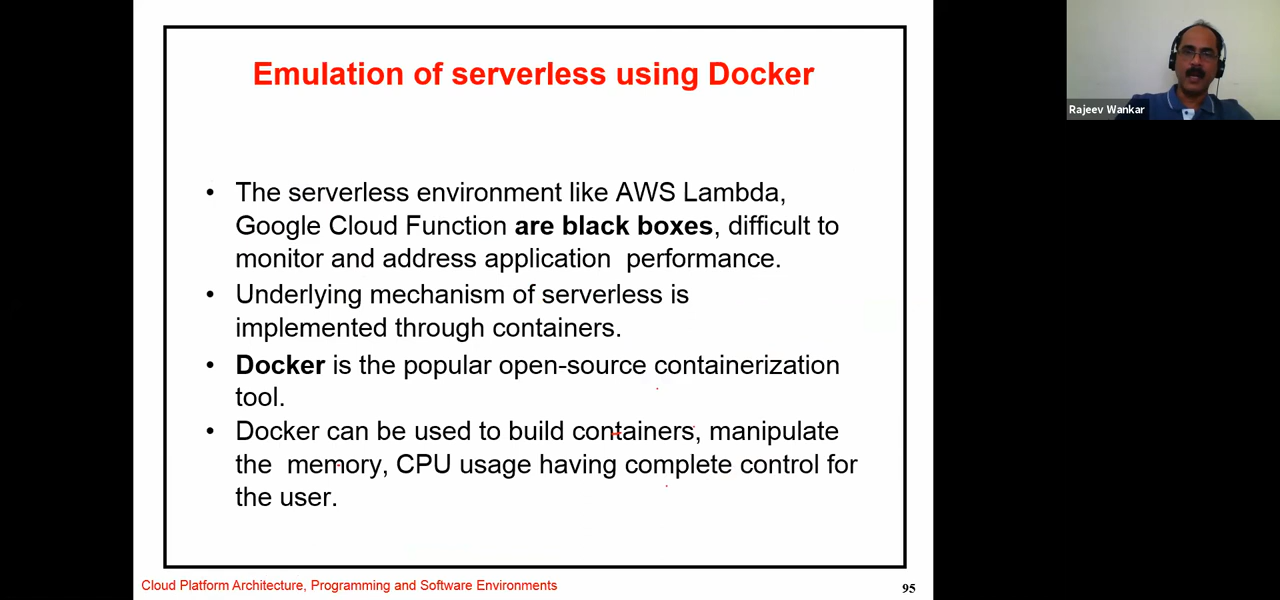 Emulation of serverless using Docker
Rajeev Wankar
• The serverless environment like AWS Lambda,
Google Cloud Function are black boxes, difficult to
monitor and address application performance.
• Underlying mechanism of serverless is
implemented through containers.
• Docker is the popular open-source containerization
tool.
• Docker can be used to build containers, manipulate
the memory, CPU usage having complete control for
the user.
Cloud Platform Architecture, Programming and Software Environments
95